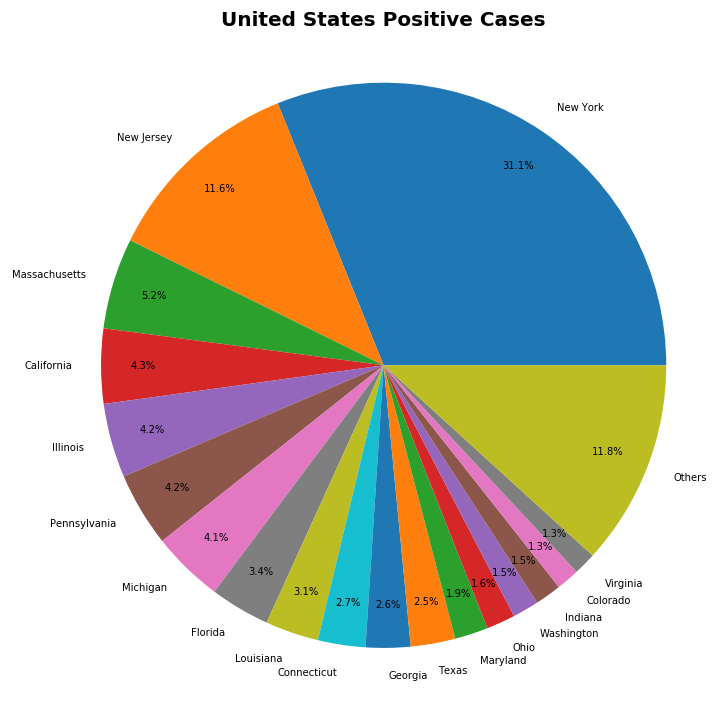 United States Positive Cases
New York
31.1%
New Jersey
11.6%
Massachusetts
5.2%
California
4.3%
Illinois
4.2%
Pennsylvania
4.2%
Michigan
4.1%
Florida
3.4%
Louisiana
3.1%
Connecticut
2.7%
Georgia
2.6%
Texas
2.5%
Maryland
1.9%
Ohio
1.6%
Washington
1.5%
Indiana
1.5%
Colorado
1.3%
Virginia
1.3%
Others
11.8%